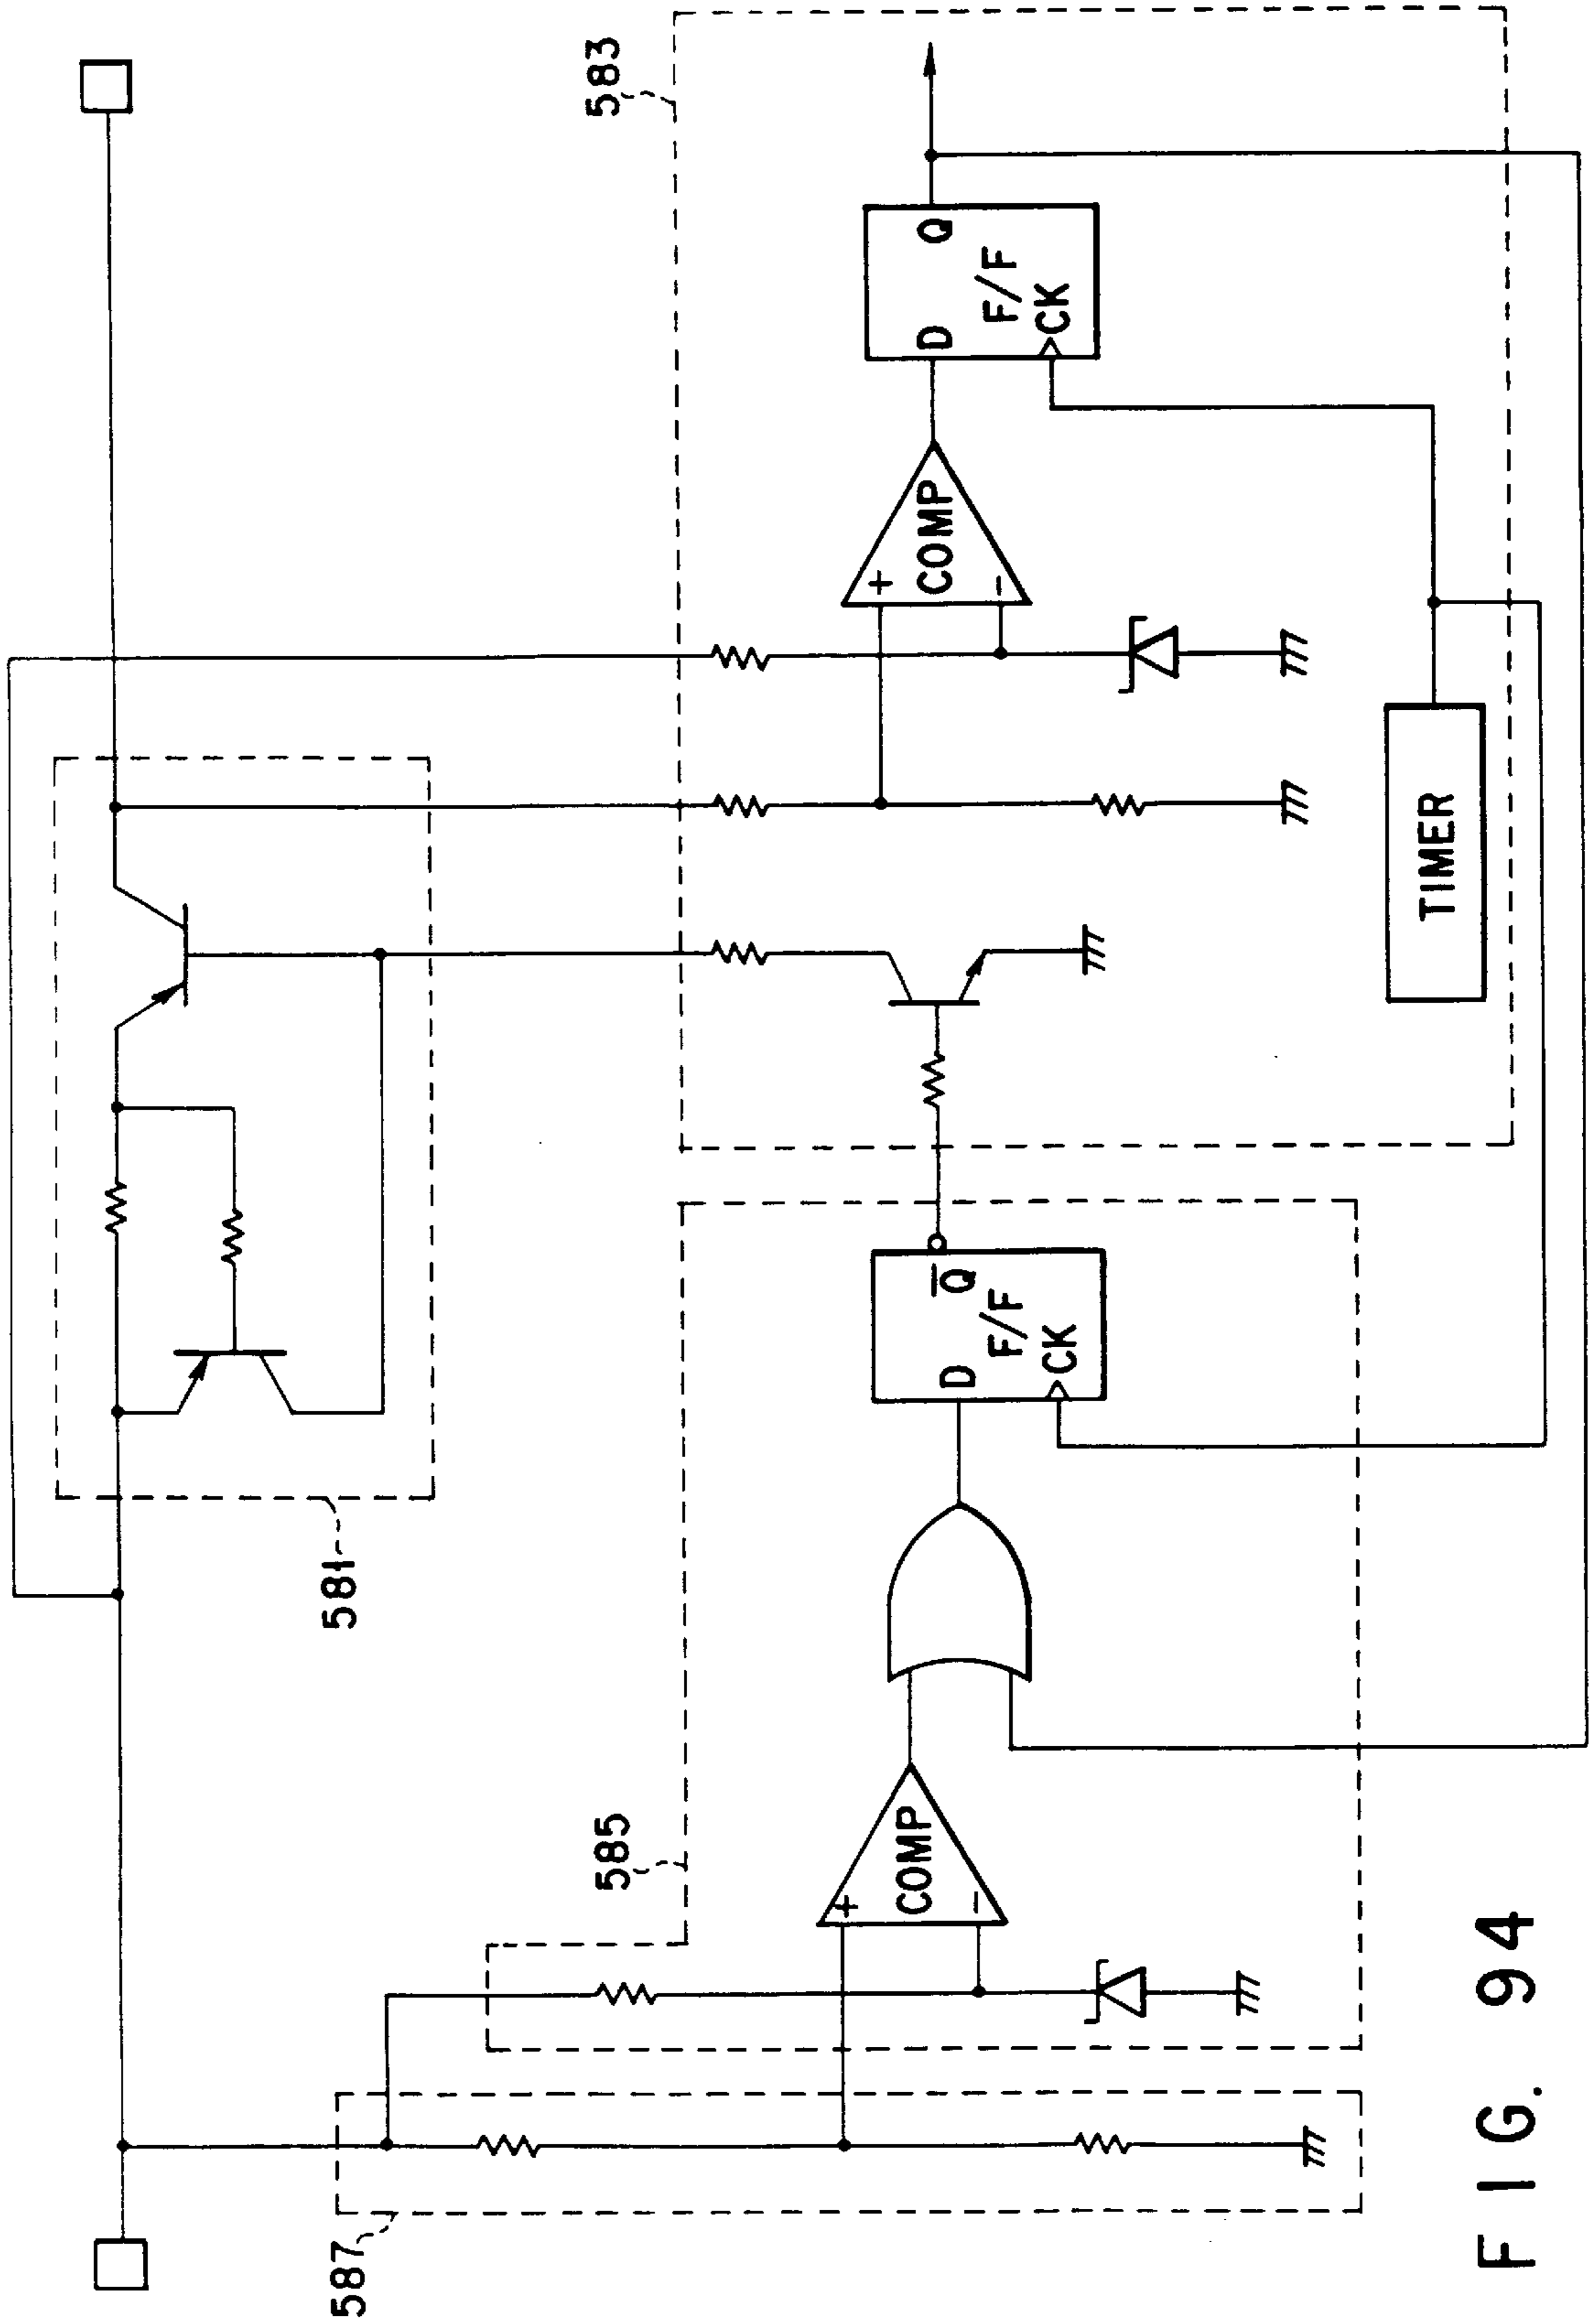 581
583
585
587
COMP
+
−
D
Q̅
F/F
CK
COMP
+
−
D
Q
F/F
CK
TIMER
FIG. 94